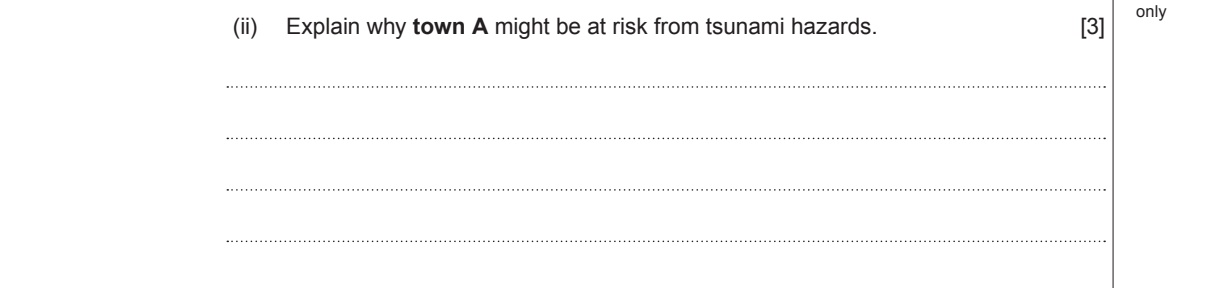 only
(ii) Explain why town A might be at risk from tsunami hazards. [3]